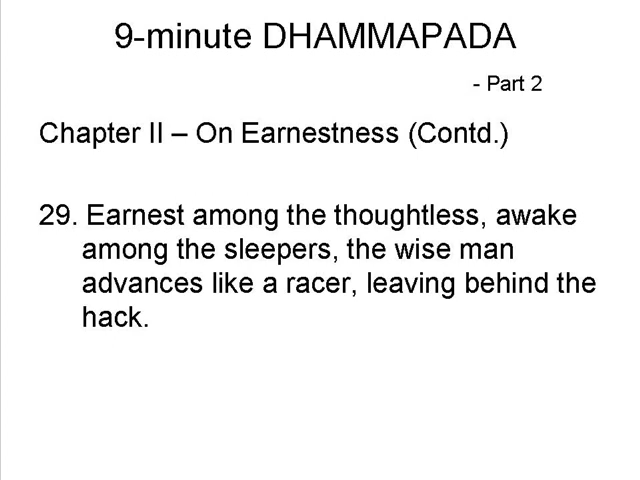 9-minute DHAMMAPADA
- Part 2
Chapter II – On Earnestness (Contd.)
29. Earnest among the thoughtless, awake
among the sleepers, the wise man
advances like a racer, leaving behind the
hack.